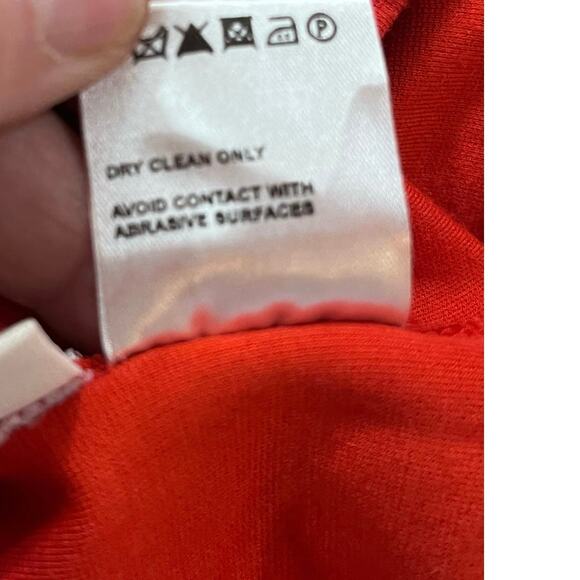 P
DRY CLEAN ONLY
AVOID CONTACT WITH
ABRASIVE SURFACES